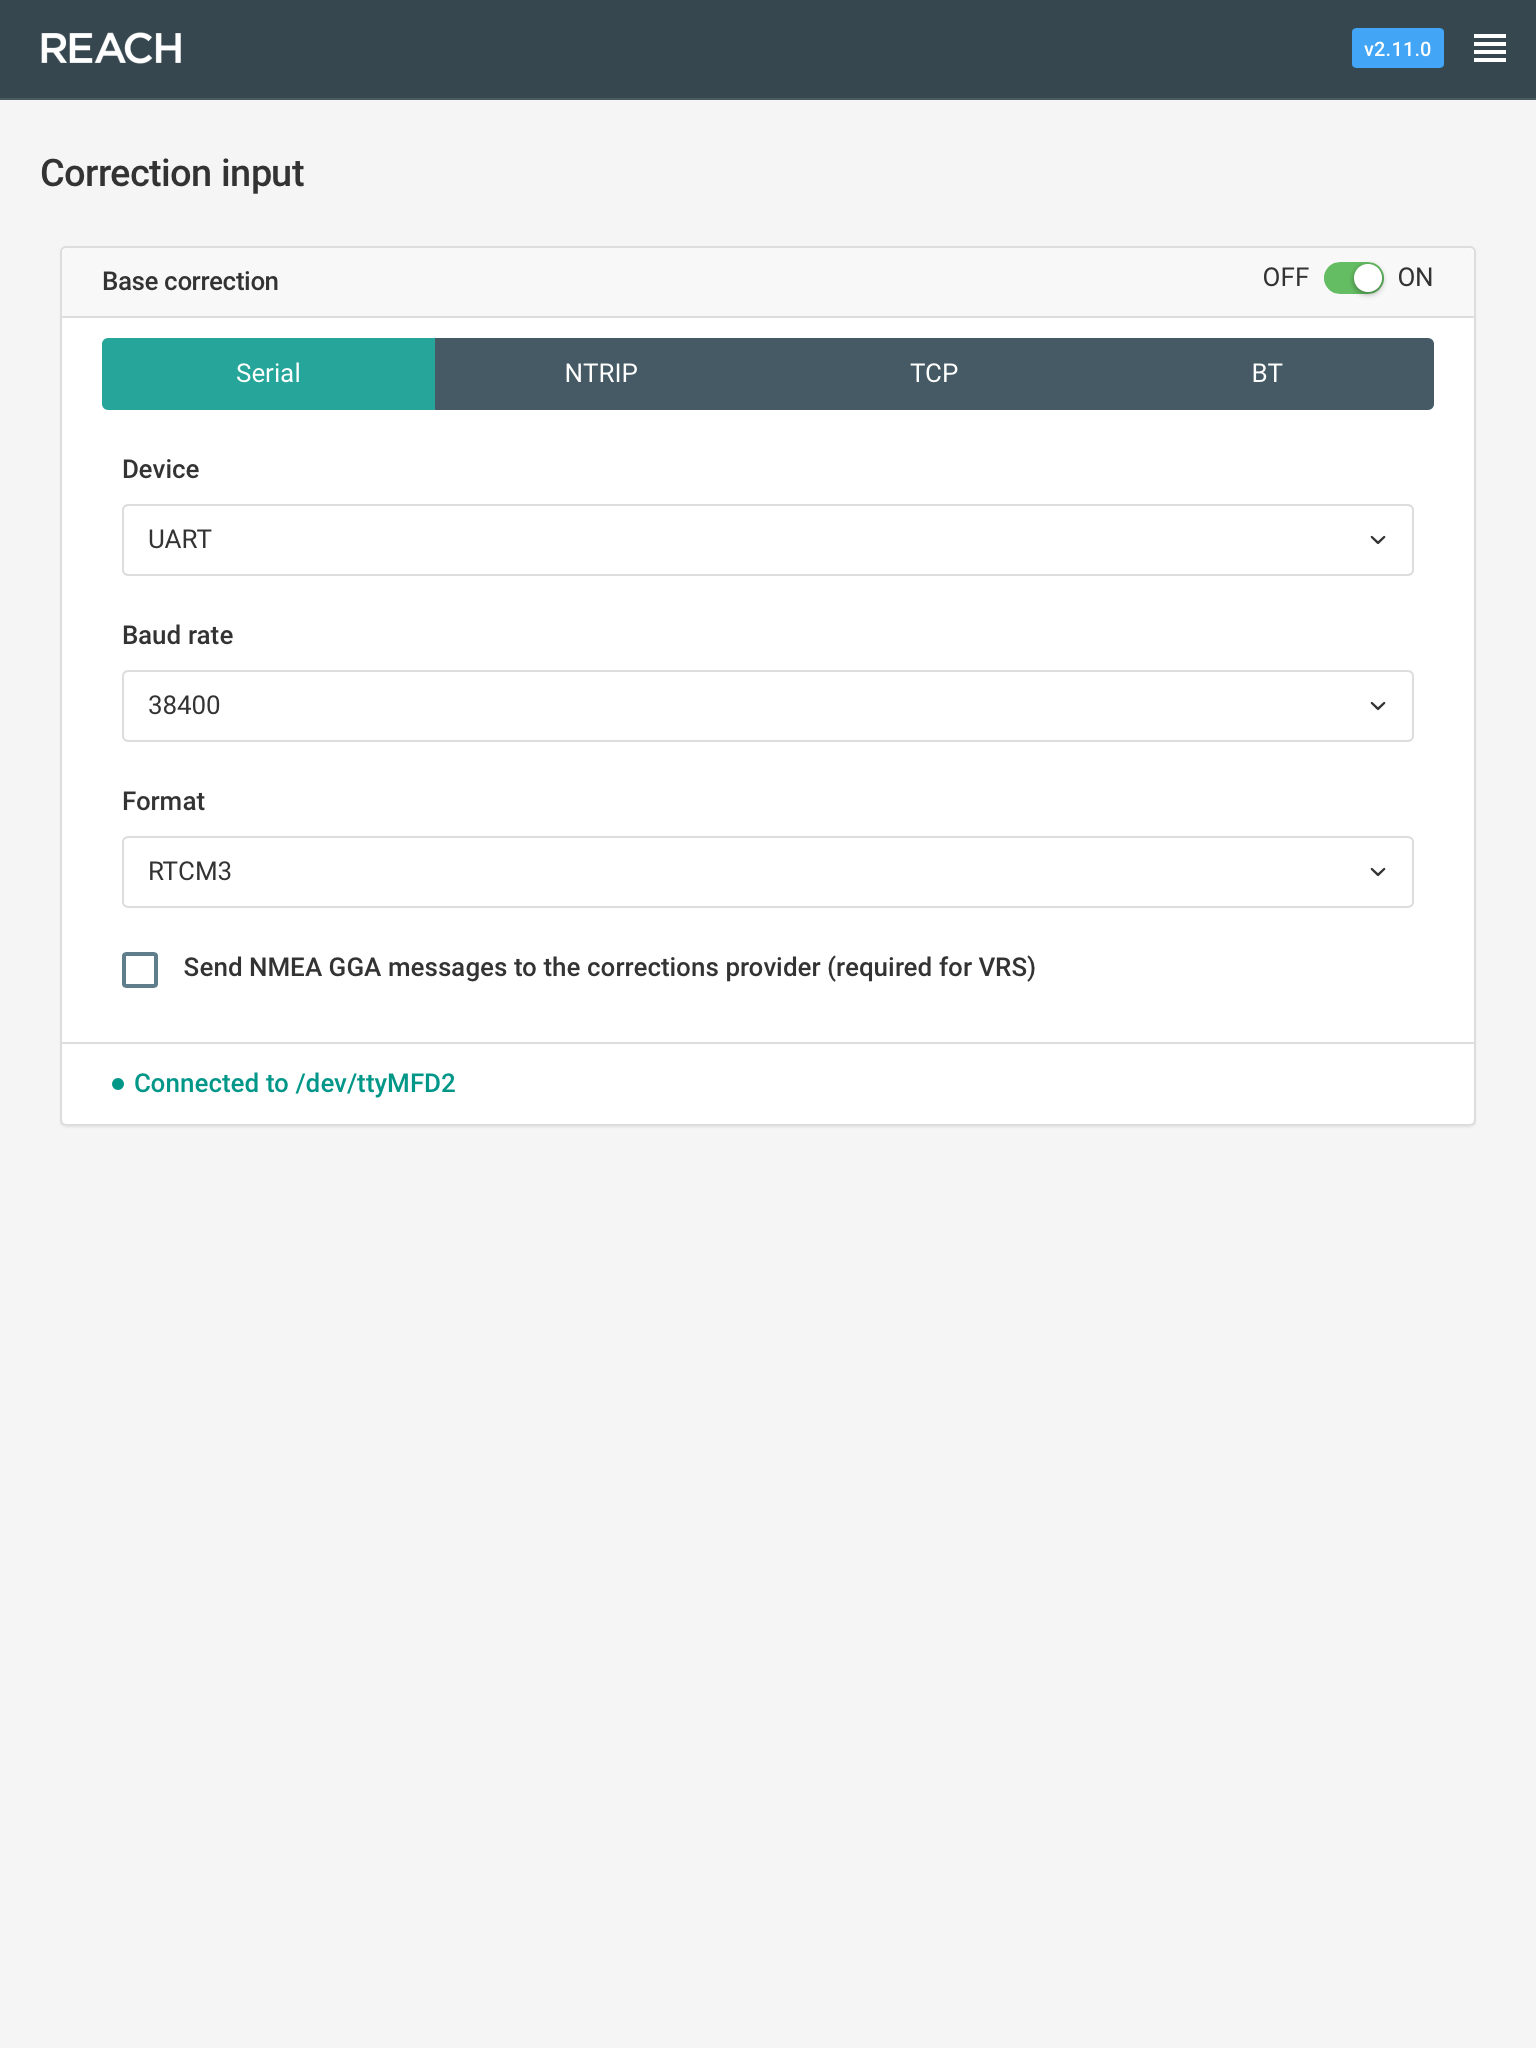 REACH
v2.11.0
Correction input
Base correction
OFF ON
Serial NTRIP TCP BT
Device
UART
Baud rate
38400
Format
RTCM3
Send NMEA GGA messages to the corrections provider (required for VRS)
Connected to /dev/ttyMFD2